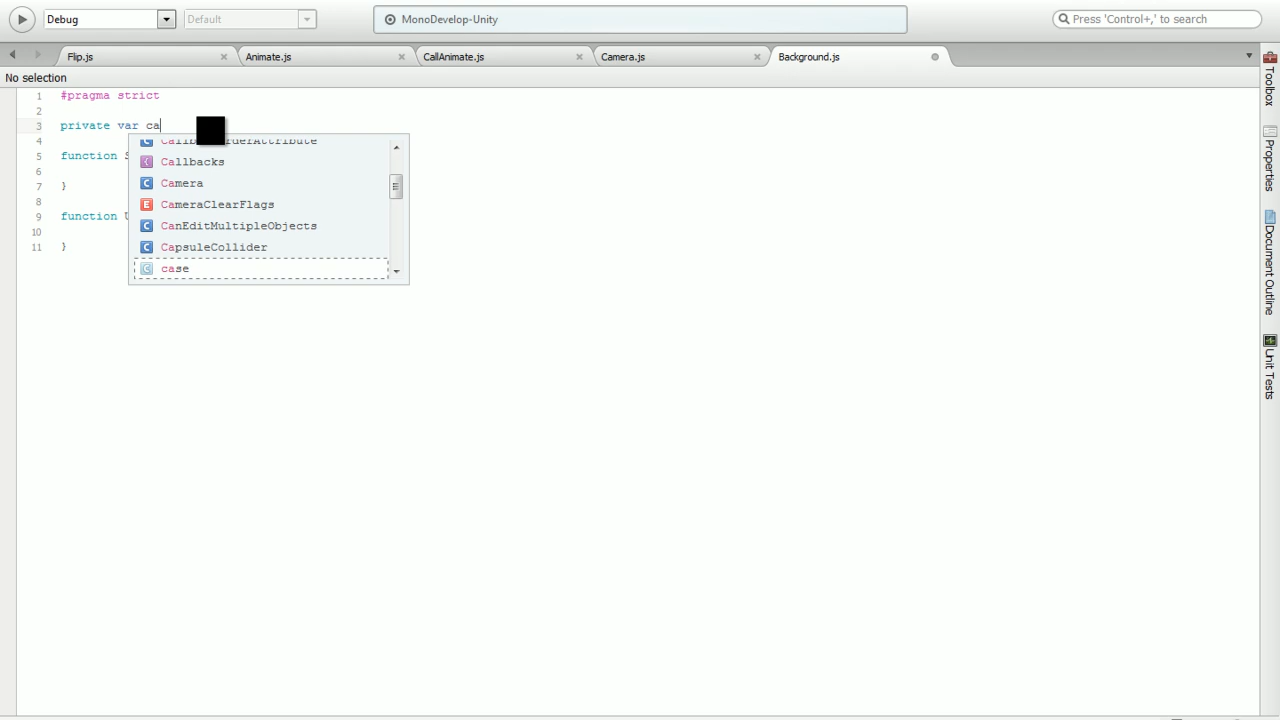 Debug
Default
MonoDevelop-Unity
Press 'Control+,' to search
Flip.js
Animate.js
CallAnimate.js
Camera.js
Background.js
No selection
1 #pragma strict
2
3 private var ca
4
5 function
6
7 }
8
9 function
10
11 }
Callbacks
Camera
CameraClearFlags
CanEditMultipleObjects
CapsuleCollider
case
Toolbox
Properties
Document Outline
Unit Tests